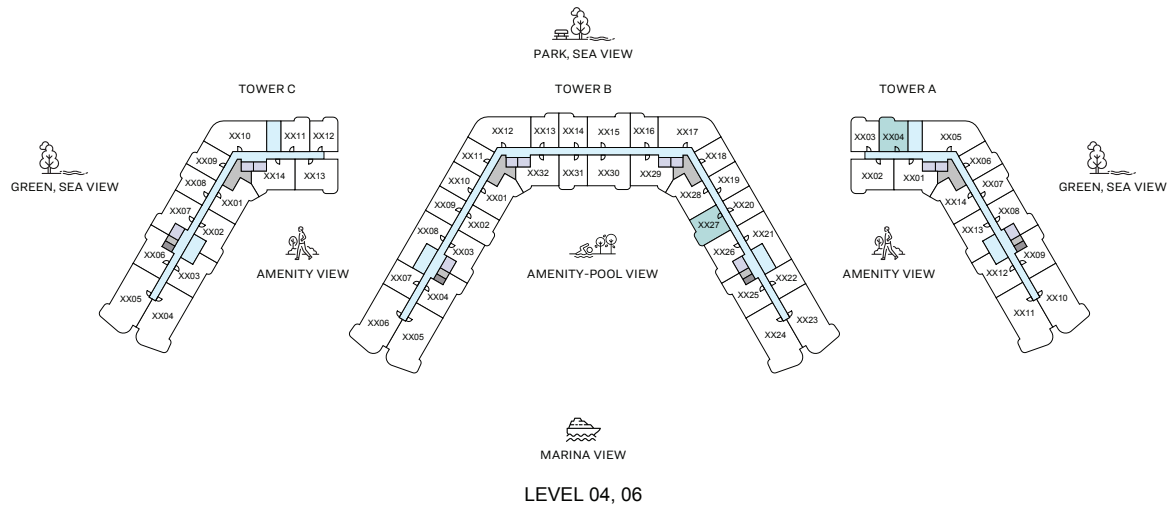 PARK, SEA VIEW
TOWER C
TOWER B
TOWER A
GREEN, SEA VIEW
XX10
XX11
XX12
XX09
XX08
XX14
XX13
XX07
XX01
XX06
XX02
XX05
XX03
XX04
AMENITY VIEW
XX12
XX13
XX14
XX15
XX16
XX17
XX11
XX32
XX31
XX30
XX29
XX18
XX10
XX01
XX28
XX19
XX09
XX02
XX27
XX20
XX08
XX03
XX26
XX21
XX07
XX04
XX25
XX22
XX06
XX05
XX24
XX23
AMENITY-POOL VIEW
XX03
XX04
XX05
XX02
XX01
XX06
XX14
XX07
XX13
XX08
XX12
XX09
XX11
XX10
AMENITY VIEW
GREEN, SEA VIEW
MARINA VIEW
LEVEL 04, 06